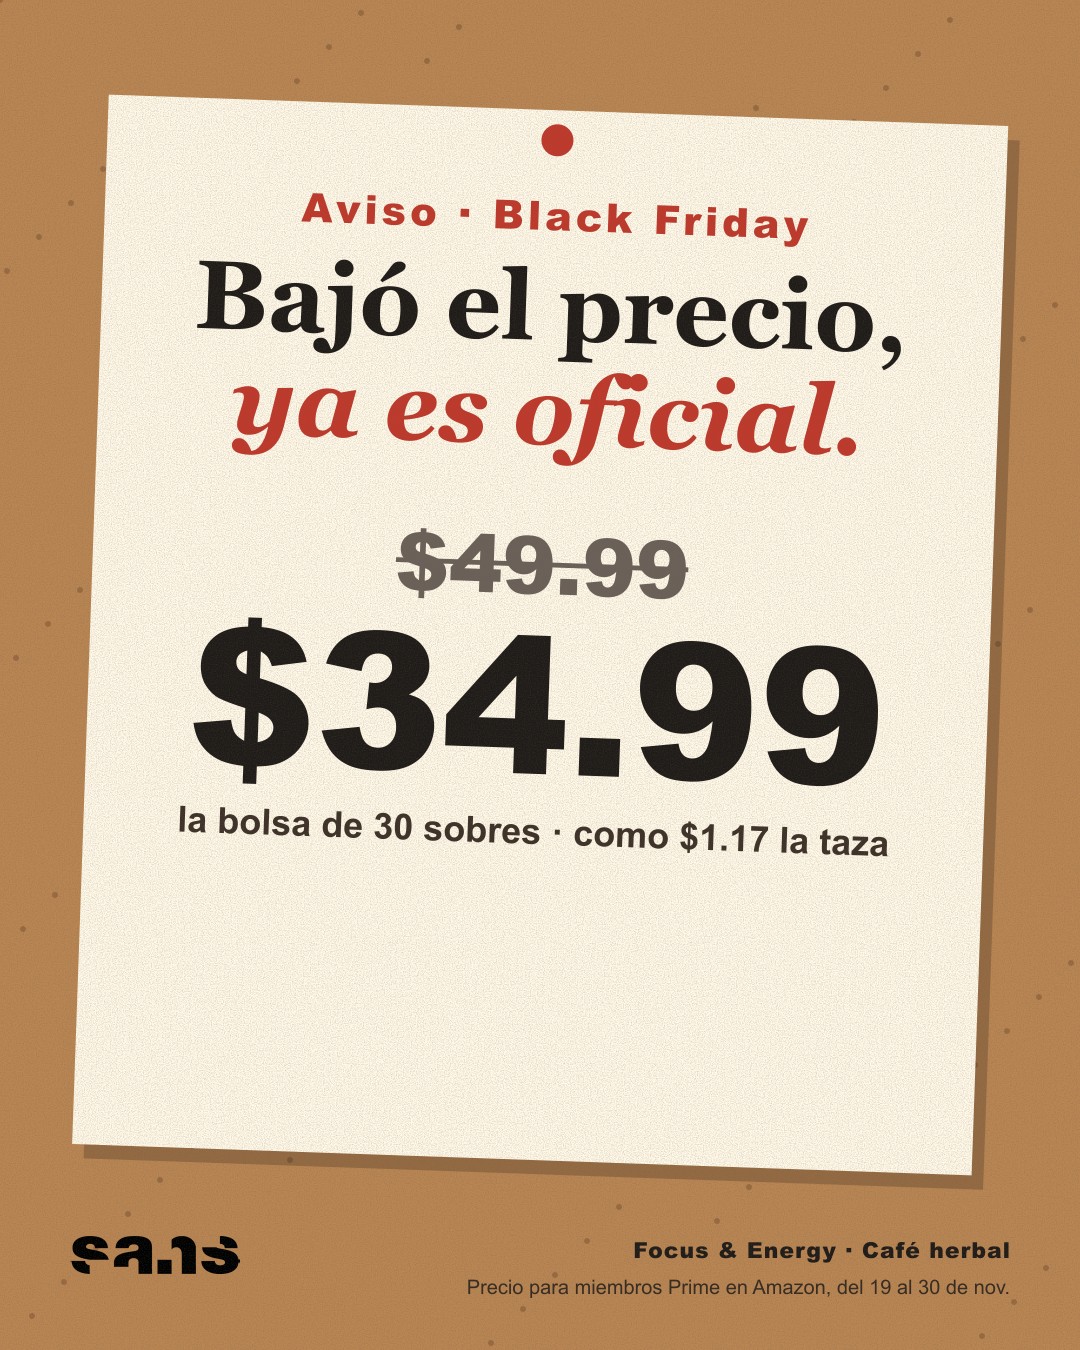 Aviso · Black Friday
Bajó el precio,
ya es oficial.
$49.99
$34.99
la bolsa de 30 sobres · como $1.17 la taza
sans
Focus & Energy · Café herbal
Precio para miembros Prime en Amazon, del 19 al 30 de nov.